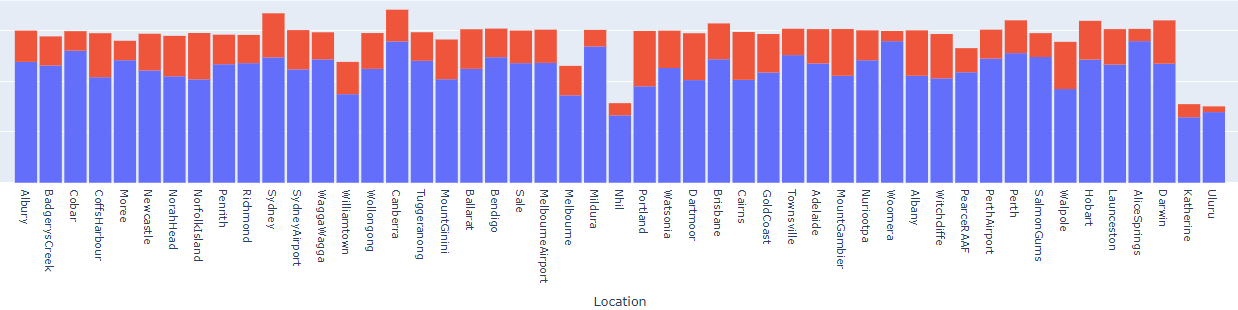 Albury
BadgerysCreek
Cobar
CoffsHarbour
Moree
Newcastle
NorahHead
NorfolkIsland
Penrith
Richmond
Sydney
SydneyAirport
WaggaWagga
Williamtown
Wollongong
Canberra
Tuggeranong
MountGinini
Ballarat
Bendigo
Sale
MelbourneAirport
Melbourne
Mildura
Nhil
Portland
Watsonia
Dartmoor
Brisbane
Cairns
GoldCoast
Townsville
Adelaide
MountGambier
Nuriootpa
Woomera
Albany
Witchcliffe
PearceRAAF
PerthAirport
Perth
SalmonGums
Walpole
Hobart
Launceston
AliceSprings
Darwin
Katherine
Uluru
Location